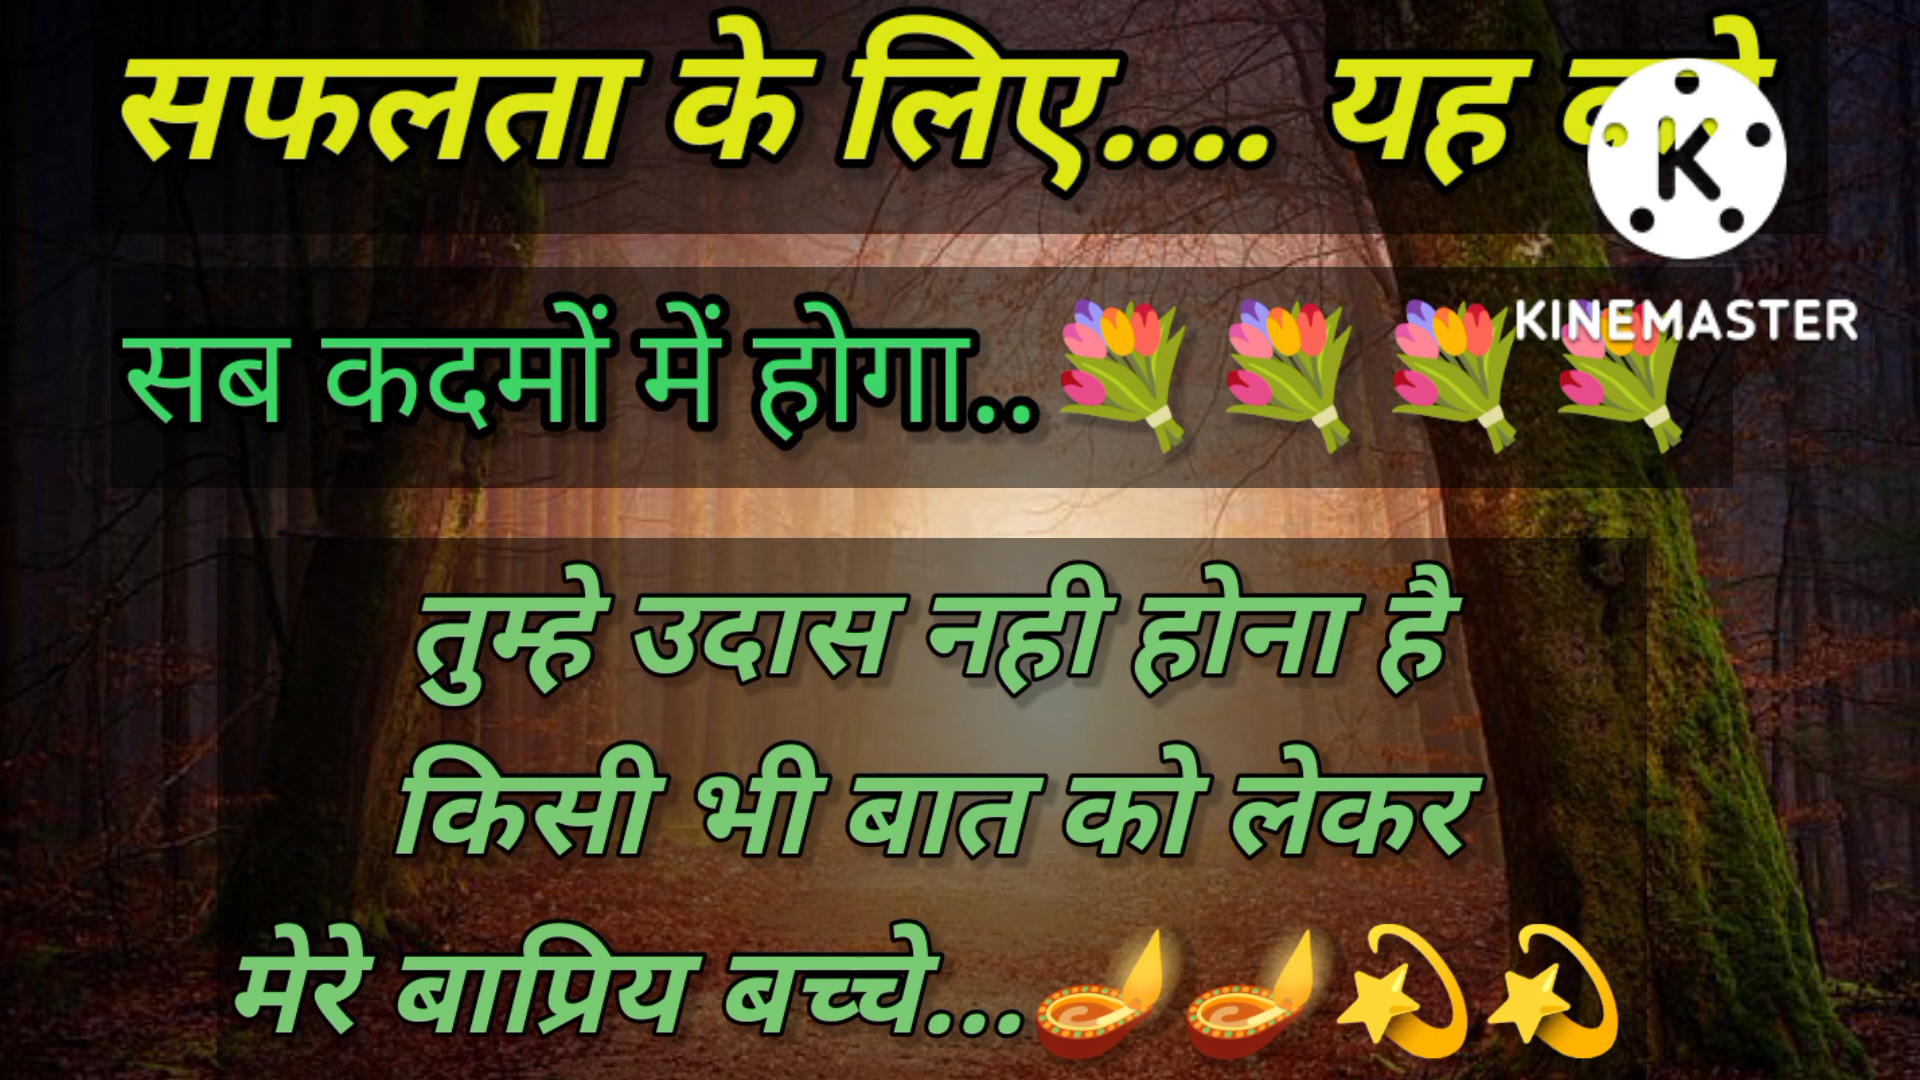 सफलता के लिए.... यह
सब कदमों में होगा..💐💐💐💐
KINEMASTER
तुम्हे उदास नही होना है
किसी भी बात को लेकर
मेरे बाप्रिय बच्चे...🪔🪔💫💫